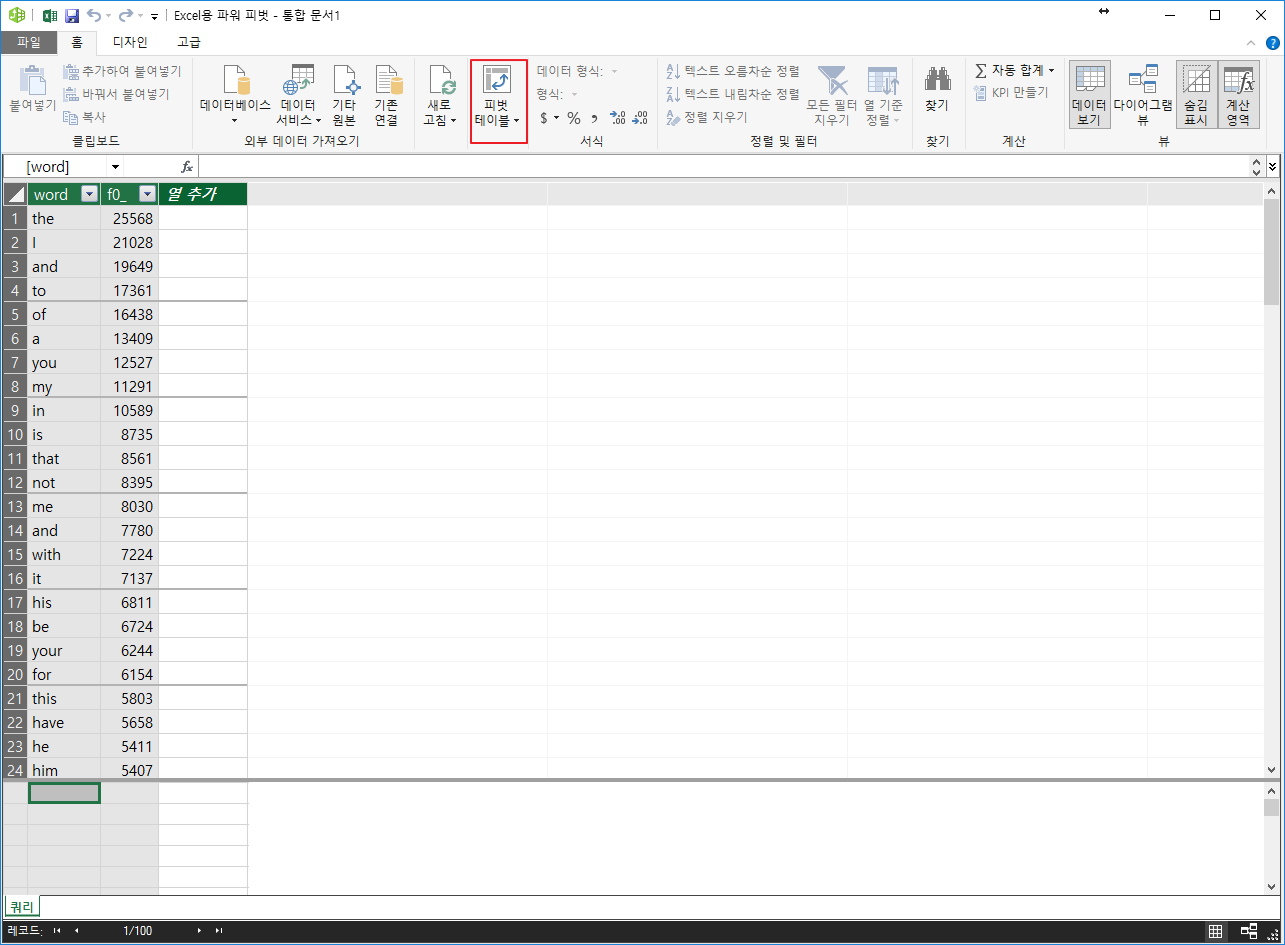 Excel용 파워 피벗 - 통합 문서1
파일 홈 디자인 고급
붙여넣기
추가하여 붙여넣기
바꿔서 붙여넣기
복사
클립보드
데이터베이스
데이터 서비스
기타 원본
기존 연결
외부 데이터 가져오기
새로 고침
피벗 테이블
데이터 형식:
형식:
$ % ,
서식
텍스트 오름차순 정렬
텍스트 내림차순 정렬
정렬 지우기
모든 필터 지우기
열 기준 정렬
정렬 및 필터
찾기
찾기
∑ 자동 합계
KPI 만들기
계산
데이터 보기
다이어그램 뷰
숨김 표시
계산 영역
뷰
[word] fx
word f0_ 열 추가
1 the 25568
2 I 21028
3 and 19649
4 to 17361
5 of 16438
6 a 13409
7 you 12527
8 my 11291
9 in 10589
10 is 8735
11 that 8561
12 not 8395
13 me 8030
14 and 7780
15 with 7224
16 it 7137
17 his 6811
18 be 6724
19 your 6244
20 for 6154
21 this 5803
22 have 5658
23 he 5411
24 him 5407
쿼리
레코드: 1/100